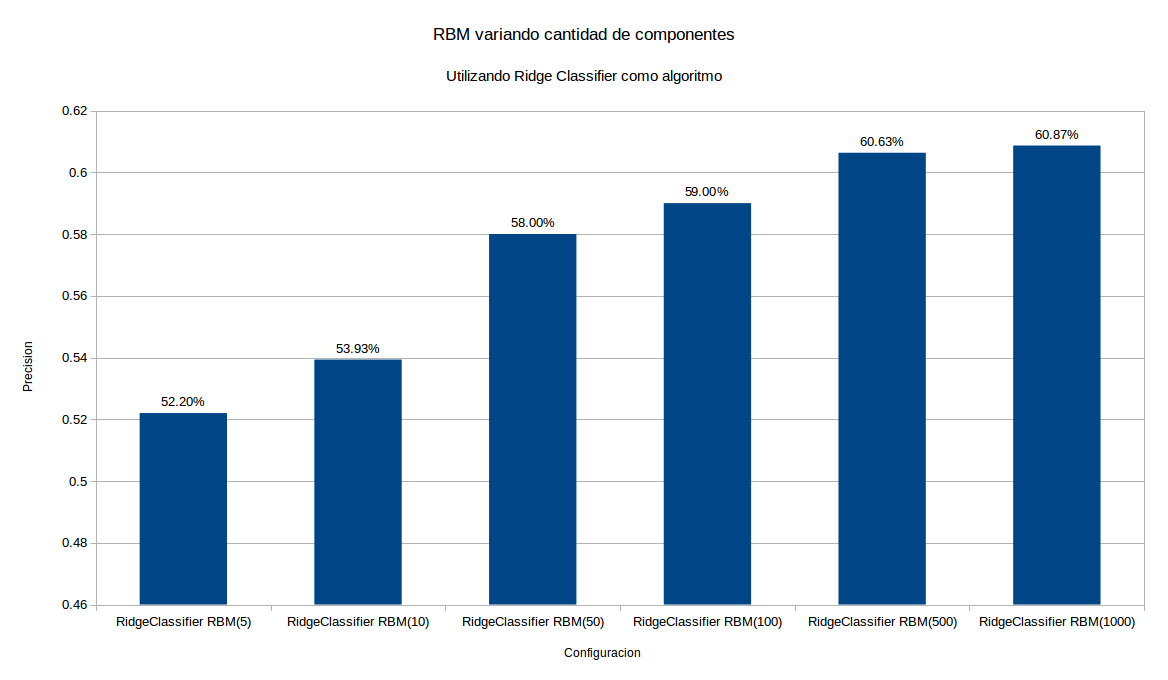 RBM variando cantidad de componentes
Utilizando Ridge Classifier como algoritmo
0.62
0.6
0.58
0.56
0.54
0.52
0.5
0.48
0.46
Precision
52.20%
53.93%
58.00%
59.00%
60.63%
60.87%
RidgeClassifier RBM(5)
RidgeClassifier RBM(10)
RidgeClassifier RBM(50)
RidgeClassifier RBM(100)
RidgeClassifier RBM(500)
RidgeClassifier RBM(1000)
Configuracion